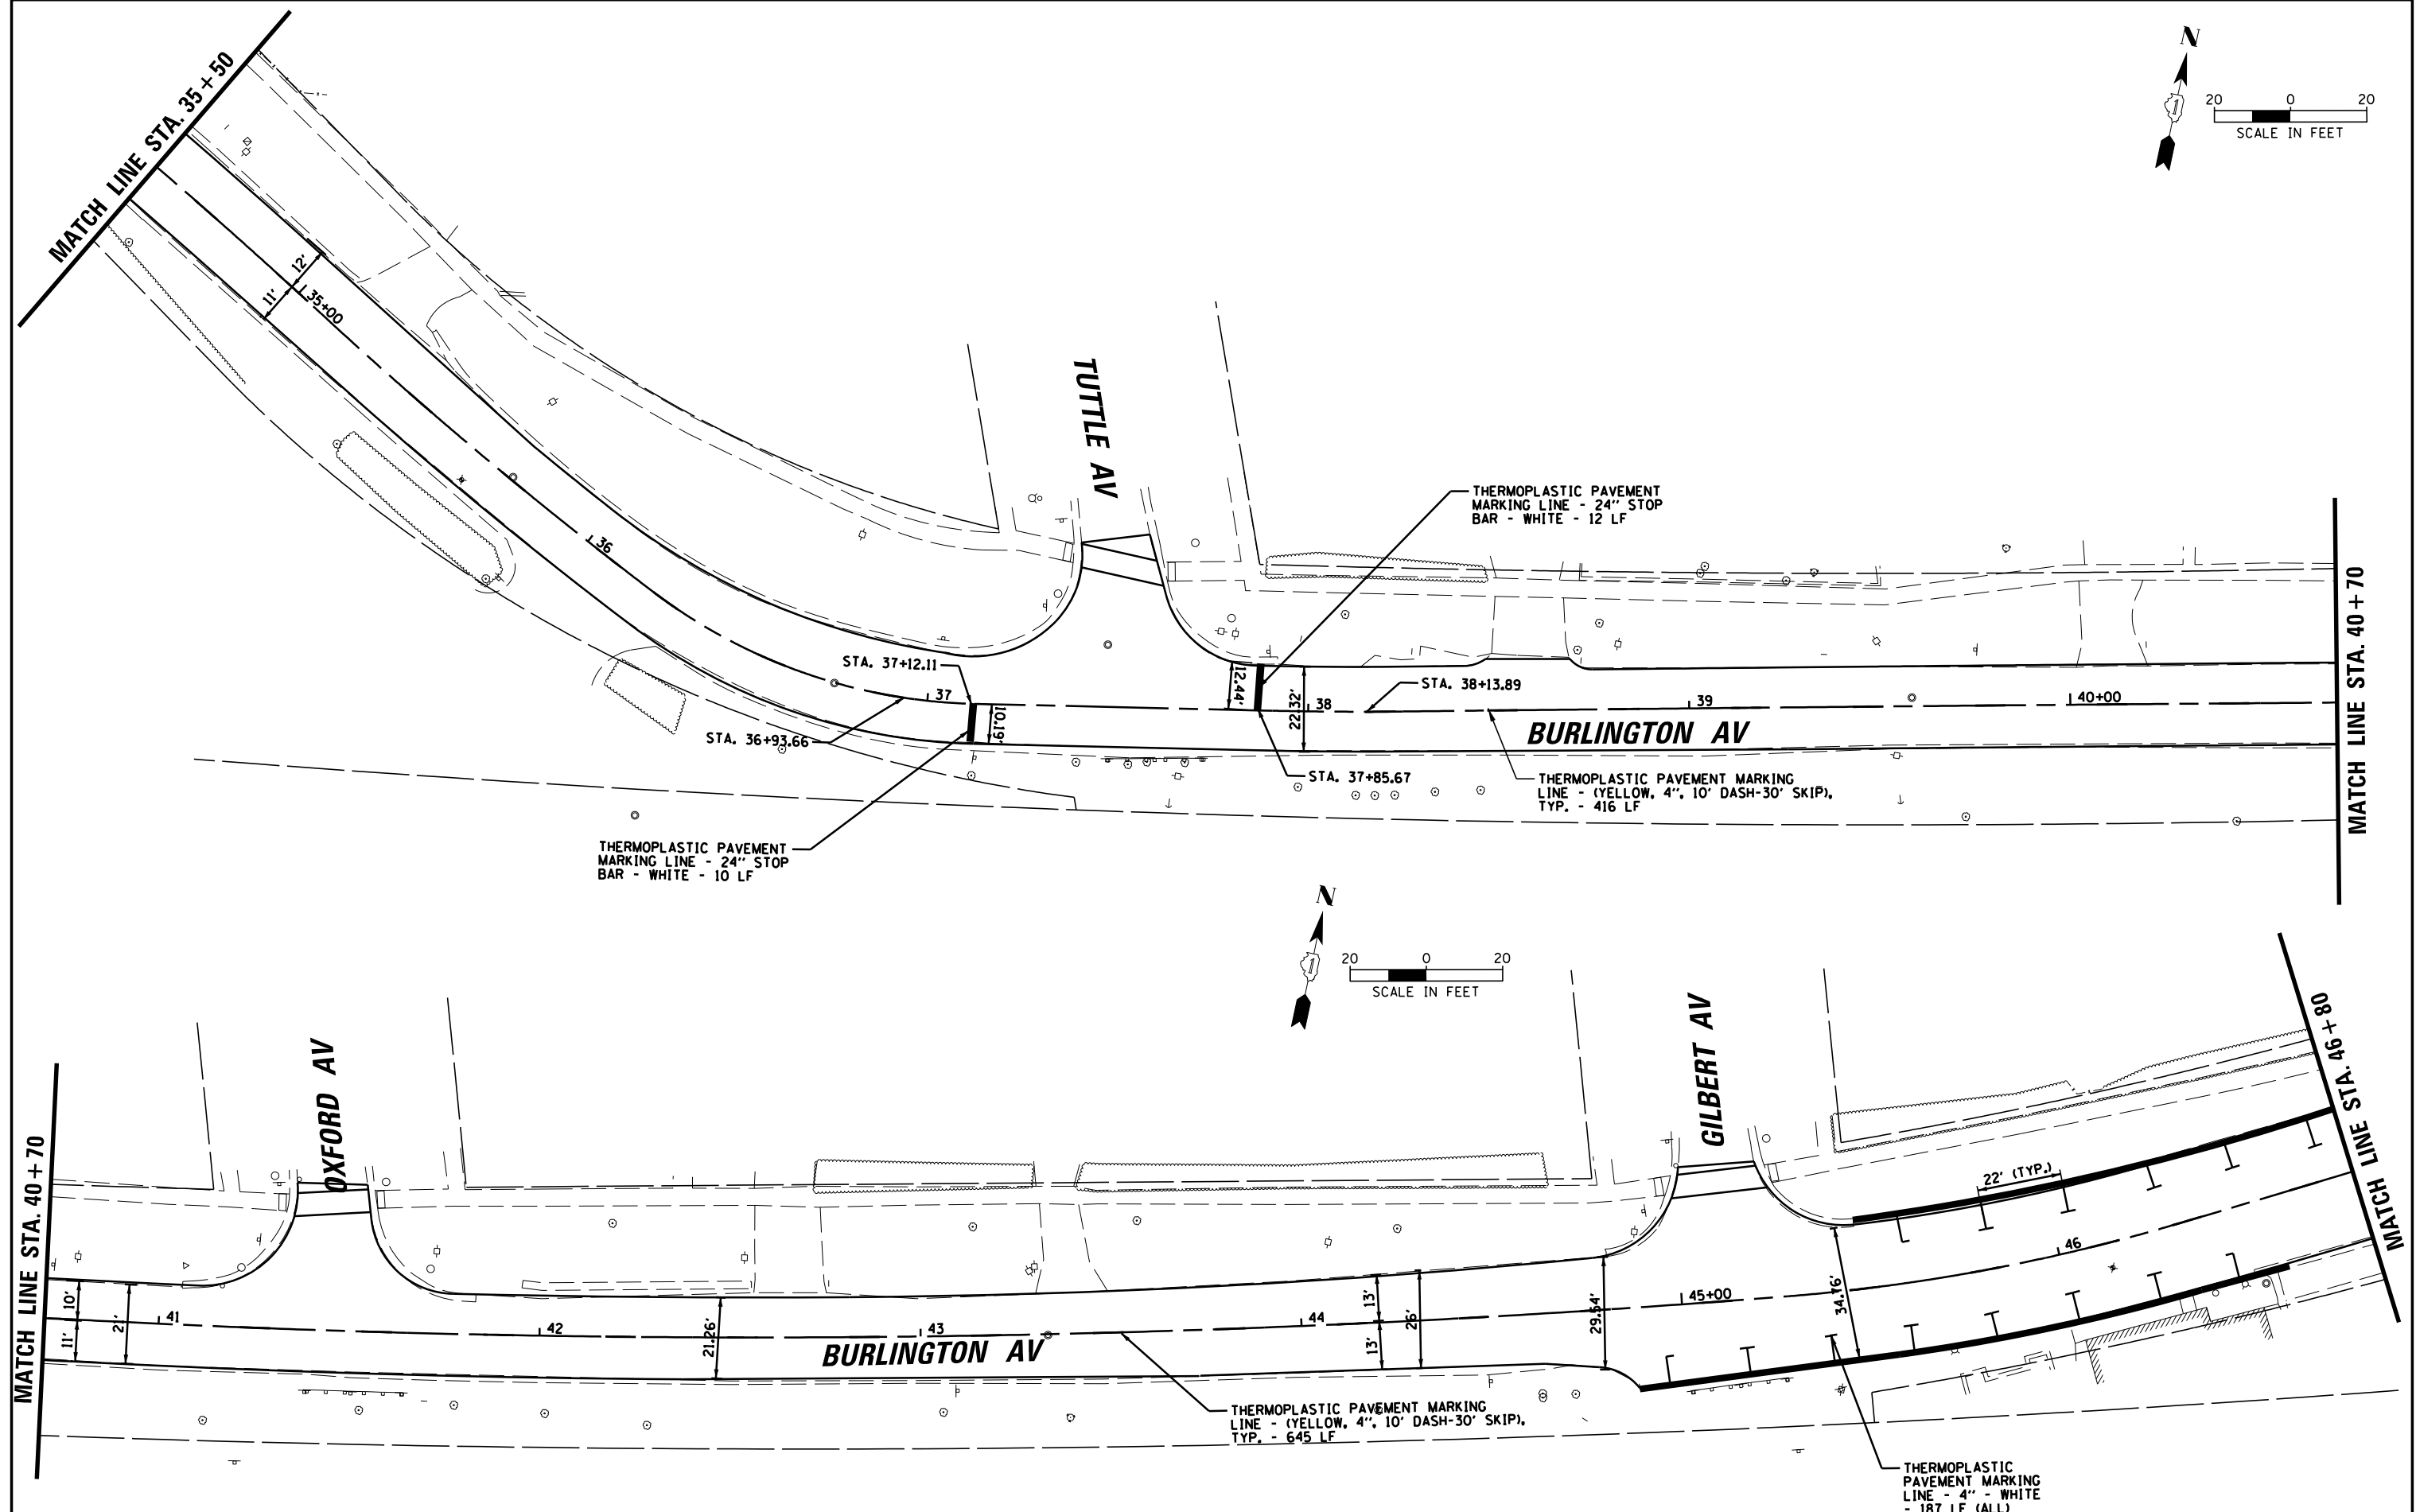 MATCH LINE STA. 35+50
N
1
20 0 20
SCALE IN FEET
12'
11'
35+00
36
TUTTLE AV
THERMOPLASTIC PAVEMENT
MARKING LINE - 24" STOP
BAR - WHITE - 12 LF
STA. 37+12.11
37
10.19'
STA. 36+93.66
12.44'
22.32'
38
STA. 38+13.89
39
40+00
BURLINGTON AV
STA. 37+85.67
THERMOPLASTIC PAVEMENT MARKING
LINE - (YELLOW, 4", 10' DASH-30' SKIP),
TYP. - 416 LF
THERMOPLASTIC PAVEMENT
MARKING LINE - 24" STOP
BAR - WHITE - 10 LF
MATCH LINE STA. 40+70
N
1
20 0 20
SCALE IN FEET
MATCH LINE STA. 40+70
OXFORD AV
10'
11'
21'
41
42
21.26'
43
BURLINGTON AV
44
13'
13'
26'
29.54'
GILBERT AV
45+00
34.76'
22' (TYP.)
46
MATCH LINE STA. 46+80
THERMOPLASTIC PAVEMENT MARKING
LINE - (YELLOW, 4", 10' DASH-30' SKIP),
TYP. - 645 LF
THERMOPLASTIC
PAVEMENT MARKING
LINE - 4" - WHITE
- 187 LF (ALL)